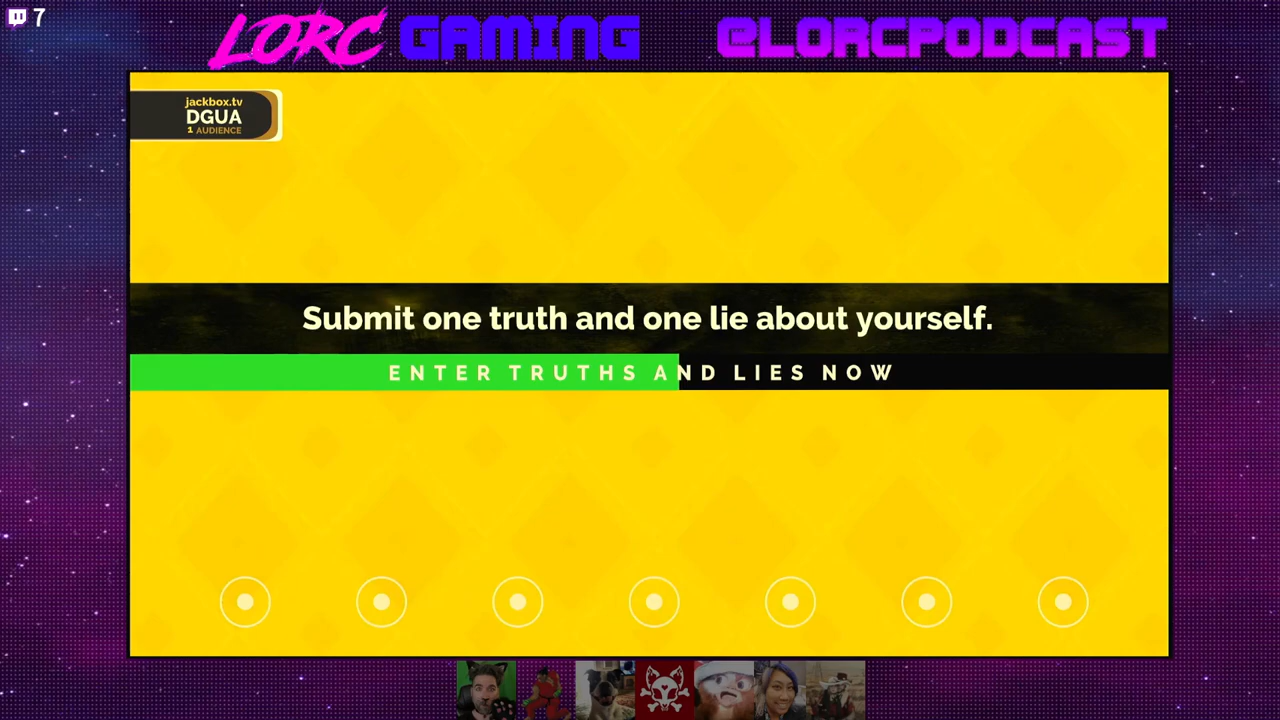 7
LORC GAMING
@LORCPODCAST
jackbox.tv
DGUA
1 AUDIENCE
Submit one truth and one lie about yourself.
ENTER TRUTHS AND LIES NOW